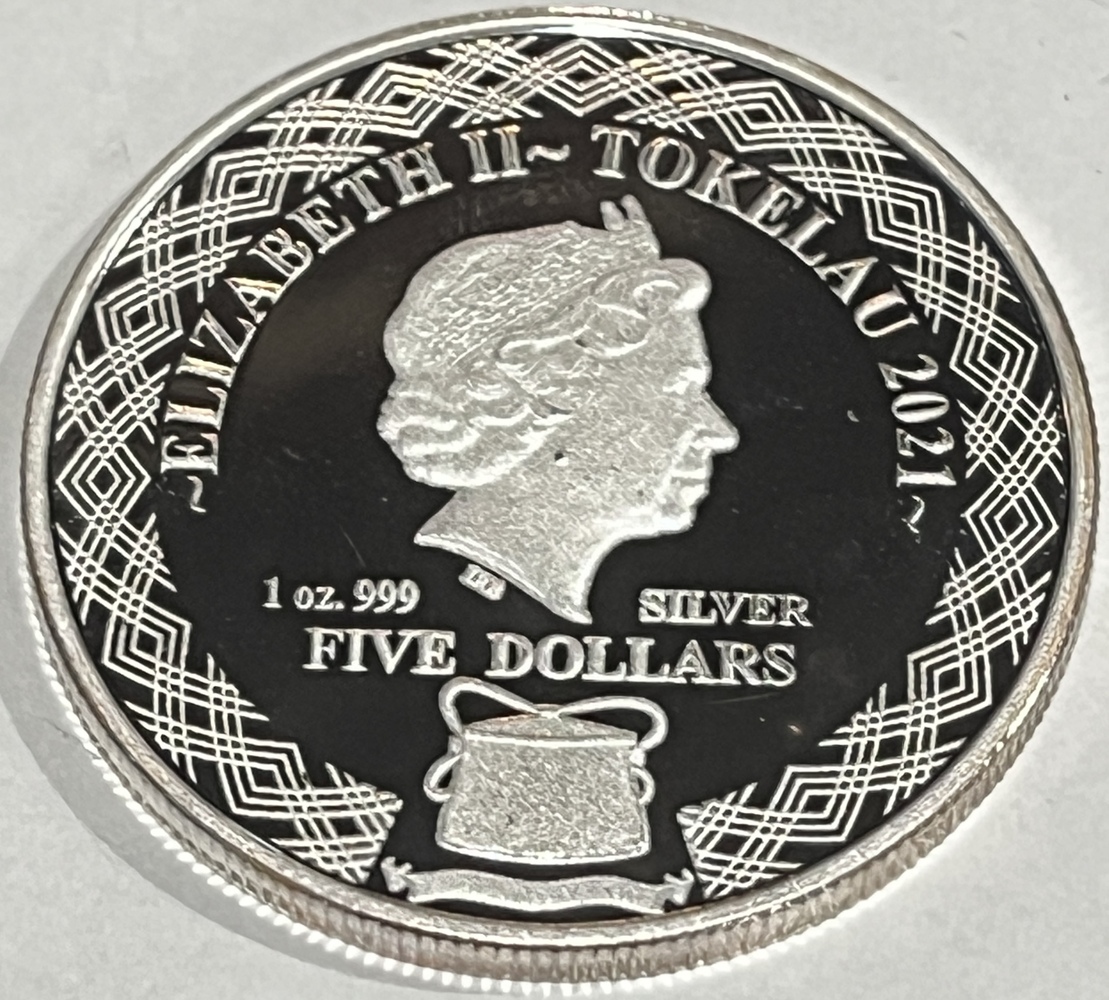 ~ELIZABETH II~ TOKELAU 2021~
1 oz. 999 SILVER
FIVE DOLLARS